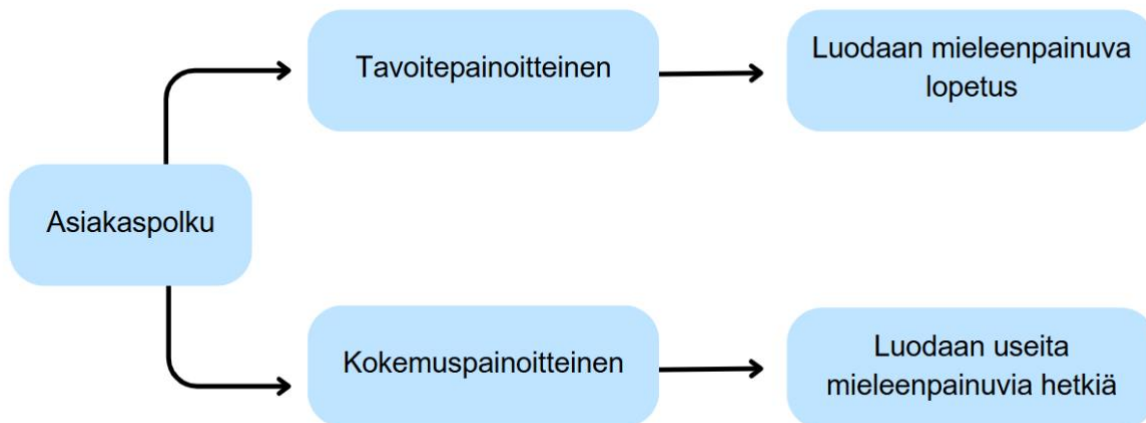 Tavoitepainoitteinen
Luodaan mieleenpainuva
lopetus
Asiakaspolku
Kokemuspainoitteinen
Luodaan useita
mieleenpainuvia hetkiä